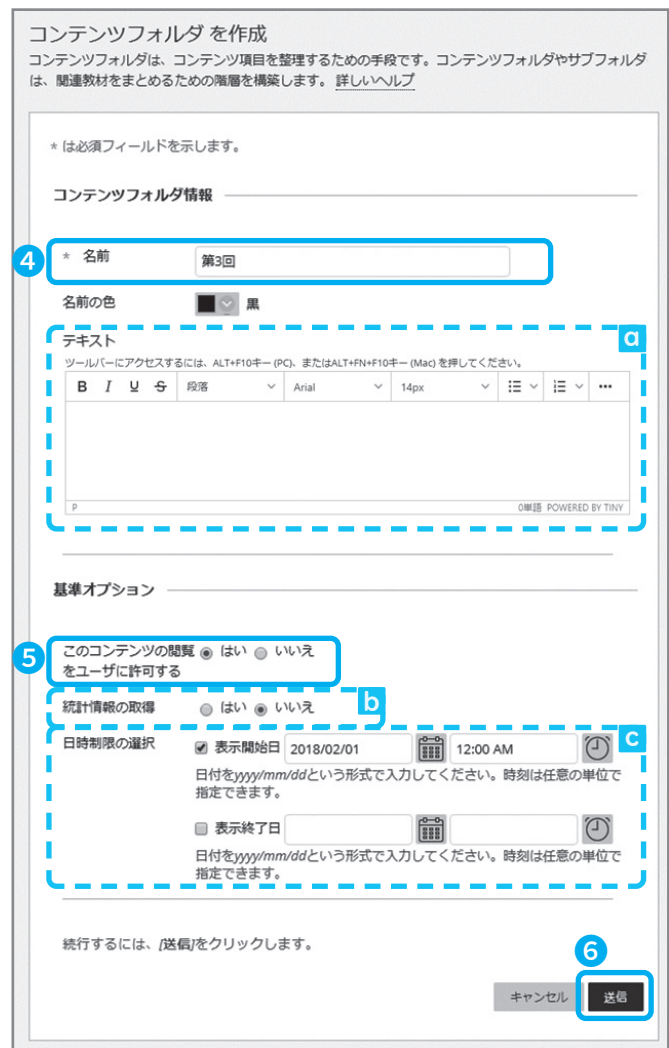 コンテンツフォルダ を作成
コンテンツフォルダは、コンテンツ項目を整理するための手段です。コンテンツフォルダやサブフォルダ
は、関連教材をまとめるための階層を構築します。 詳しいヘルプ
* は必須フィールドを示します。
コンテンツフォルダ情報
4 * 名前 第3回
名前の色 黒
テキスト a
ツールバーにアクセスするには、ALT+F10キー (PC)、またはALT+FN+F10キー (Mac) を押してください。
B I U S 段落 Arial 14px •••
P 0単語 POWERED BY TINY
基準オプション
5 このコンテンツの閲覧 はい いいえ
をユーザに許可する
統計情報の取得 はい いいえ b
日時制限の選択 表示開始日 2018/02/01 12:00 AM c
日付をyyyy/mm/ddという形式で入力してください。時刻は任意の単位で
指定できます。
表示終了日
日付をyyyy/mm/ddという形式で入力してください。時刻は任意の単位で
指定できます。
続行するには、[送信]をクリックします。
6
キャンセル 送信